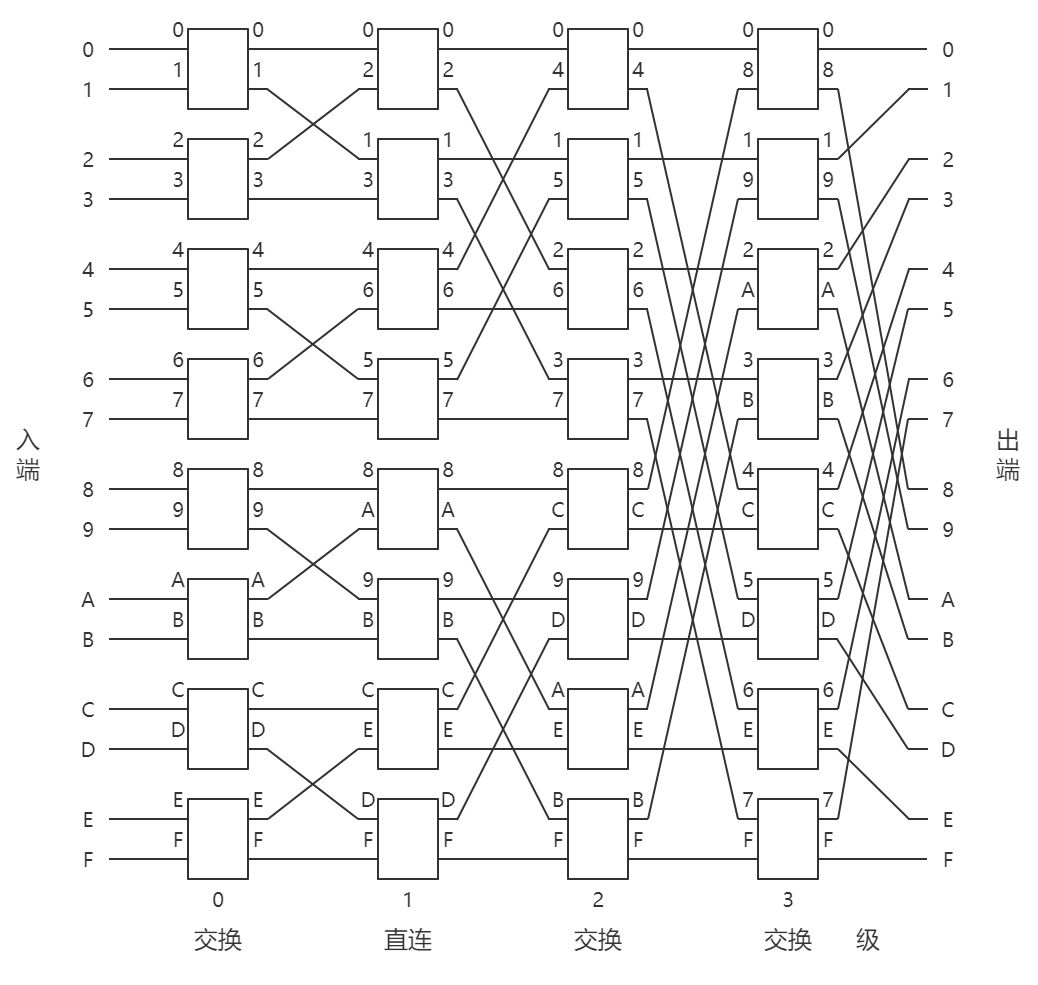 0 0 0 0 0 0 0 0
0 0
1 1 2 2 4 4 8 8
1 1
2 2 1 1 1 1 1 1
2 2
3 3 3 3 5 5 9 9
3 3
4 4 4 4 2 2 2 2
4 4
5 5 6 6 6 6 A A
5 5
6 6 5 5 3 3 3 3
6 6
7 7 7 7 7 7 B B
7 7
入端 出端
8 8 8 8 8 8 4 4
8 8
9 9 A A C C C C
9 9
A A 9 9 9 9 5 5
A A
B B B B D D D D
B B
C C C C A A 6 6
C C
D D E E E E E E
D D
E E D D B B 7 7
E E
F F F F F F F F
F F
0 1 2 3
交换 直连 交换 交换 级